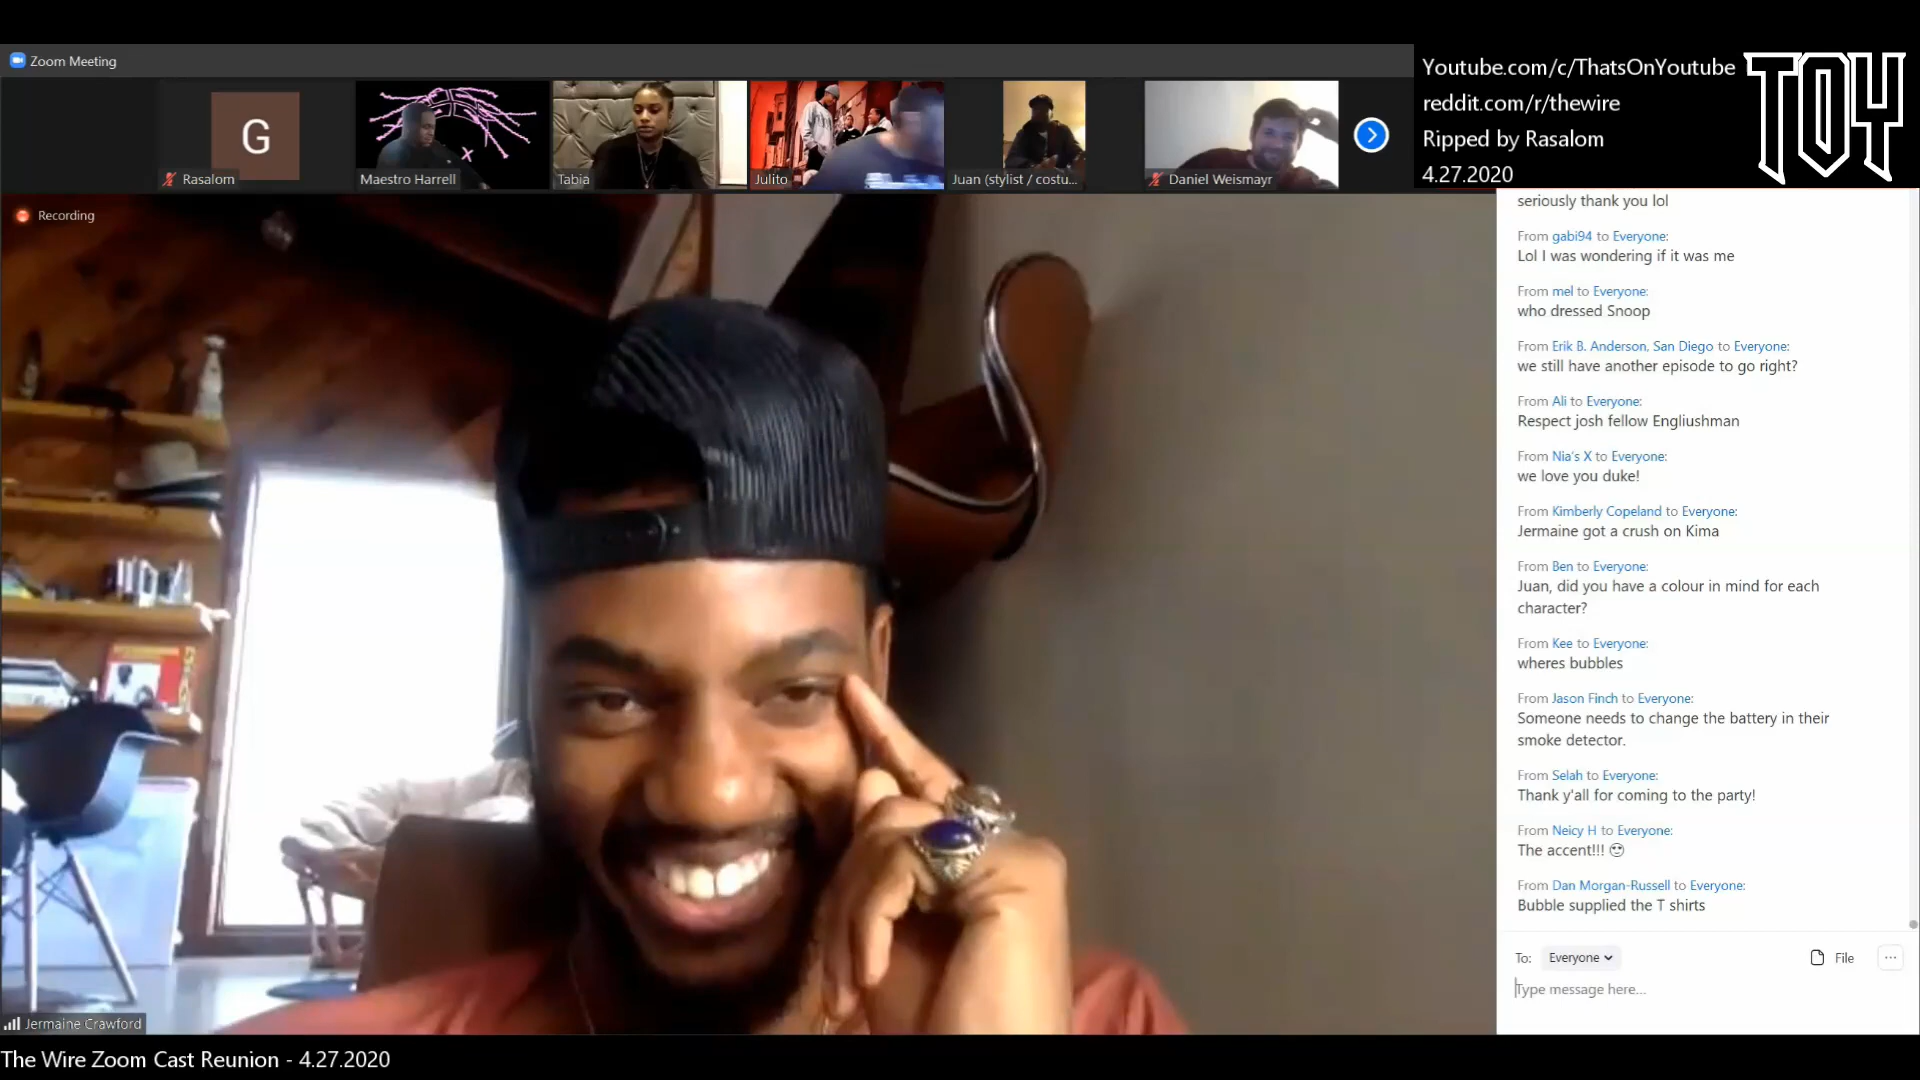 Zoom Meeting
G
Rasalom
Maestro Harrell
Tabia
Julito
Juan (stylist / costu...
Daniel Weismayr
Youtube.com/c/ThatsOnYoutube
reddit.com/r/thewire
Ripped by Rasalom
4.27.2020
TOY
Recording
seriously thank you lol
From gabi94 to Everyone:
Lol I was wondering if it was me
From mel to Everyone:
who dressed Snoop
From Erik B. Anderson, San Diego to Everyone:
we still have another episode to go right?
From Ali to Everyone:
Respect josh fellow Engliushman
From Nia's X to Everyone:
we love you duke!
From Kimberly Copeland to Everyone:
Jermaine got a crush on Kima
From Ben to Everyone:
Juan, did you have a colour in mind for each
character?
From Kee to Everyone:
wheres bubbles
From Jason Finch to Everyone:
Someone needs to change the battery in their
smoke detector.
From Selah to Everyone:
Thank y'all for coming to the party!
From Neicy H to Everyone:
The accent!!! 😍
From Dan Morgan-Russell to Everyone:
Bubble supplied the T shirts
To: Everyone File ...
Type message here...
Jermaine Crawford
The Wire Zoom Cast Reunion - 4.27.2020